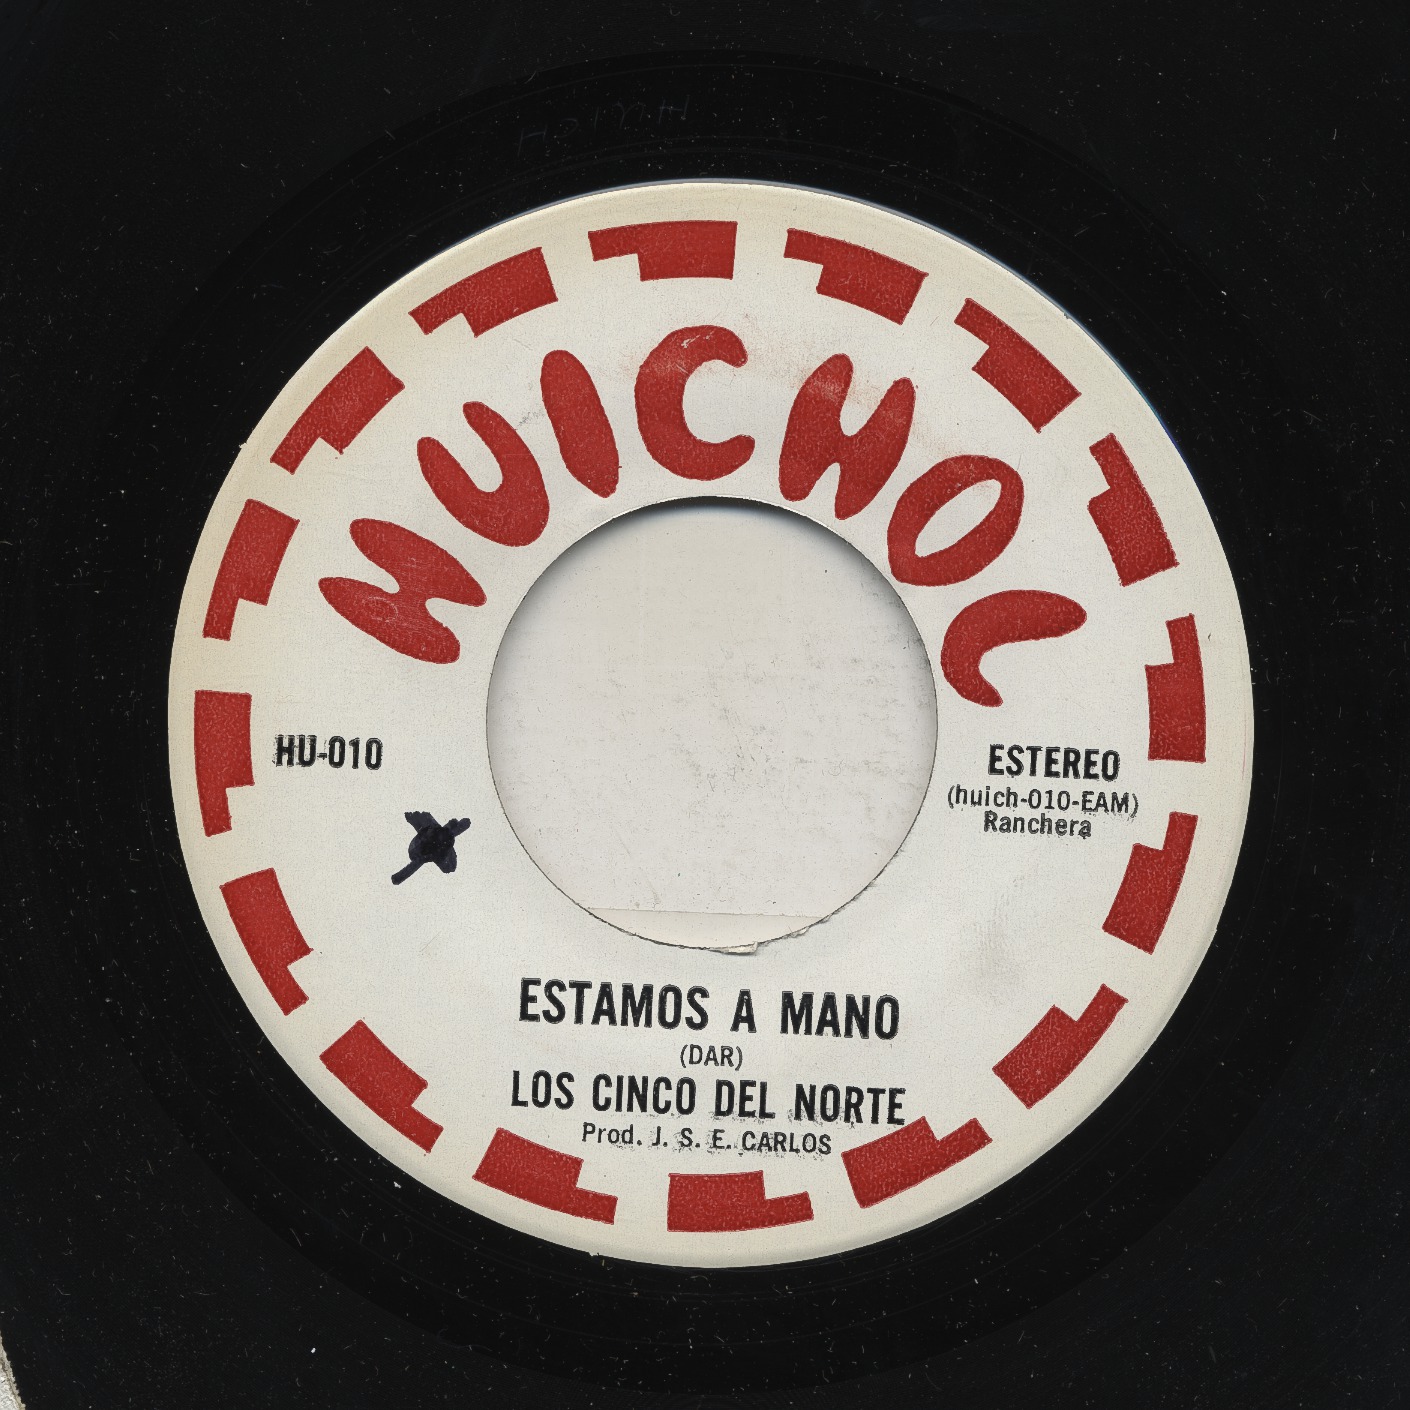 HUICHOL
HU-010
ESTEREO
(huich-010-EAM)
Ranchera
ESTAMOS A MANO
(DAR)
LOS CINCO DEL NORTE
Prod. J. S. E. CARLOS